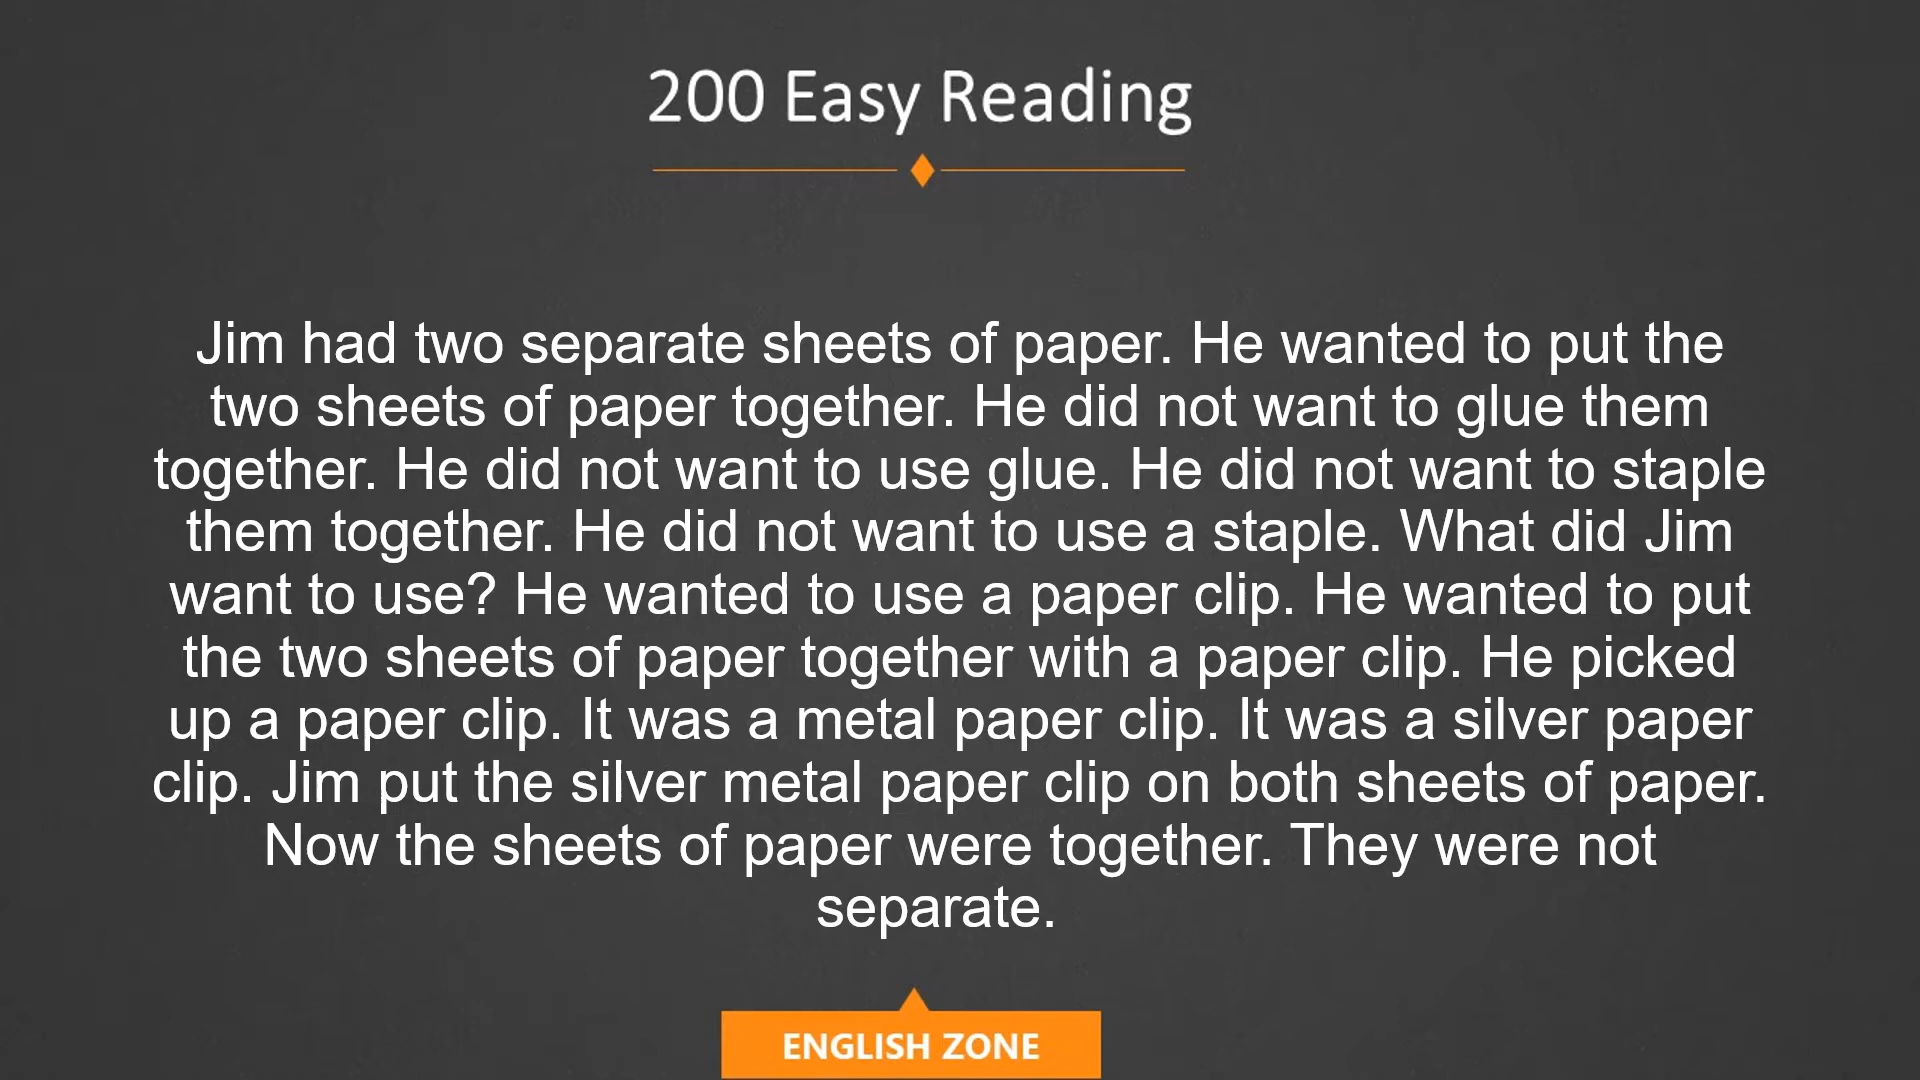 200 Easy Reading
Jim had two separate sheets of paper. He wanted to put the
two sheets of paper together. He did not want to glue them
together. He did not want to use glue. He did not want to staple
them together. He did not want to use a staple. What did Jim
want to use? He wanted to use a paper clip. He wanted to put
the two sheets of paper together with a paper clip. He picked
up a paper clip. It was a metal paper clip. It was a silver paper
clip. Jim put the silver metal paper clip on both sheets of paper.
Now the sheets of paper were together. They were not
separate.
ENGLISH ZONE